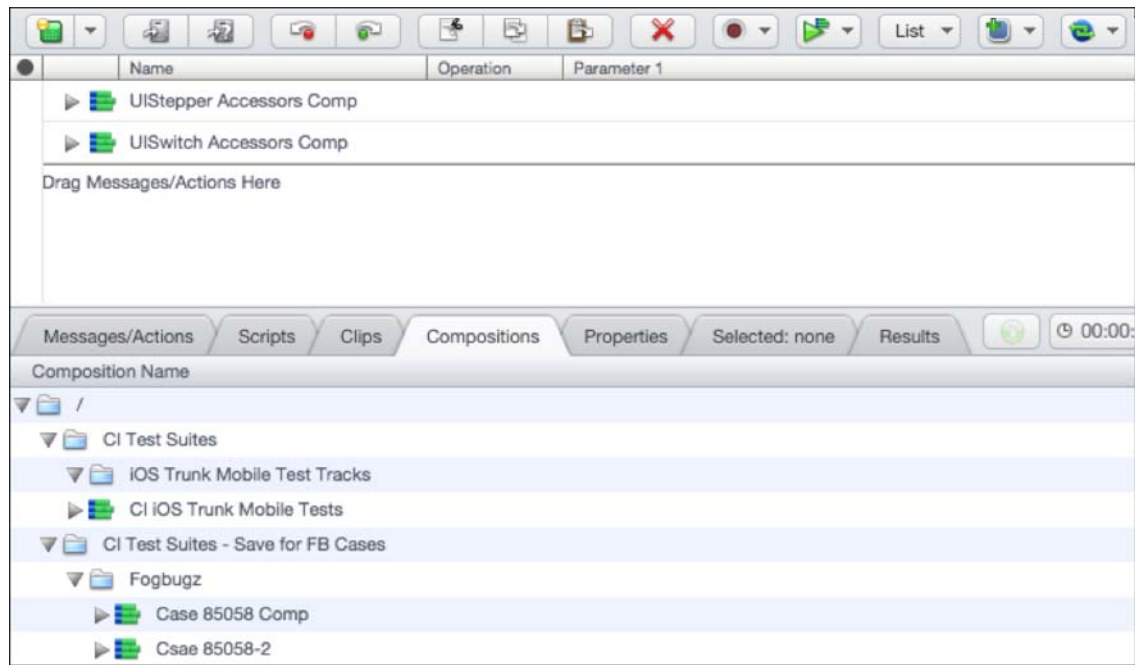 List
Name Operation Parameter 1
UIStepper Accessors Comp
UISwitch Accessors Comp
Drag Messages/Actions Here
Messages/Actions Scripts Clips Compositions Properties Selected: none Results 00:00:
Composition Name
/
CI Test Suites
iOS Trunk Mobile Test Tracks
CI iOS Trunk Mobile Tests
CI Test Suites - Save for FB Cases
Fogbugz
Case 85058 Comp
Csae 85058-2